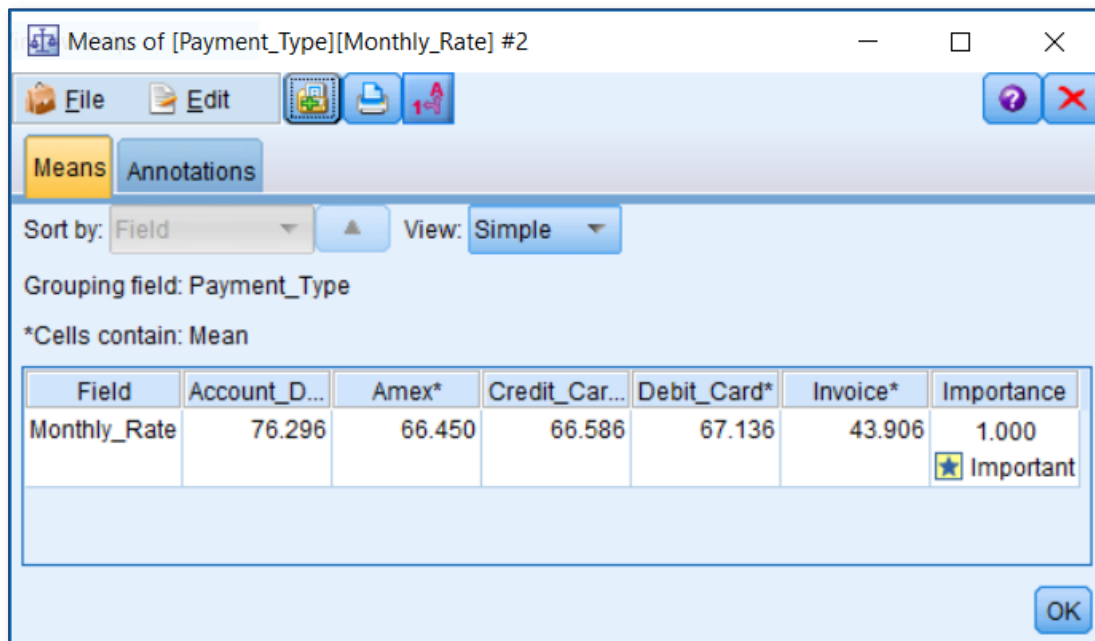 Means of [Payment_Type][Monthly_Rate] #2
File Edit
Means Annotations
Sort by: Field View: Simple
Grouping field: Payment_Type
*Cells contain: Mean
Field Account_D... Amex* Credit_Car... Debit_Card* Invoice* Importance
Monthly_Rate 76.296 66.450 66.586 67.136 43.906 1.000
Important
OK